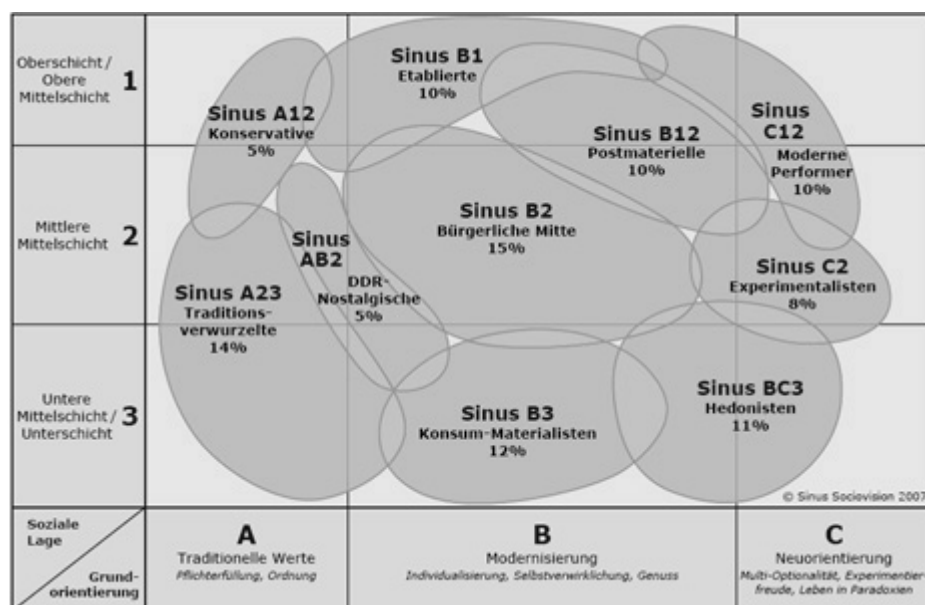 Oberschicht /
Obere
Mittelschicht
1
Sinus B1
Etablierte
10%
Sinus A12
Konservative
5%
Sinus B12
Postmaterielle
10%
Sinus
C12
Moderne
Performer
10%
Mittlere
Mittelschicht
2
Sinus
AB2
DDR-
Nostalgische
5%
Sinus B2
Bürgerliche Mitte
15%
Sinus C2
Experimentalisten
8%
Sinus A23
Traditions-
verwurzelte
14%
Untere
Mittelschicht /
Unterschicht
3
Sinus B3
Konsum-Materialisten
12%
Sinus BC3
Hedonisten
11%
© Sinus Sociovision 2007
Soziale
Lage
Grund-
orientierung
A
Traditionelle Werte
Pflichterfüllung, Ordnung
B
Modernisierung
Individualisierung, Selbstverwirklichung, Genuss
C
Neuorientierung
Multi-Optionalität, Experimentier-
freude, Leben in Paradoxien